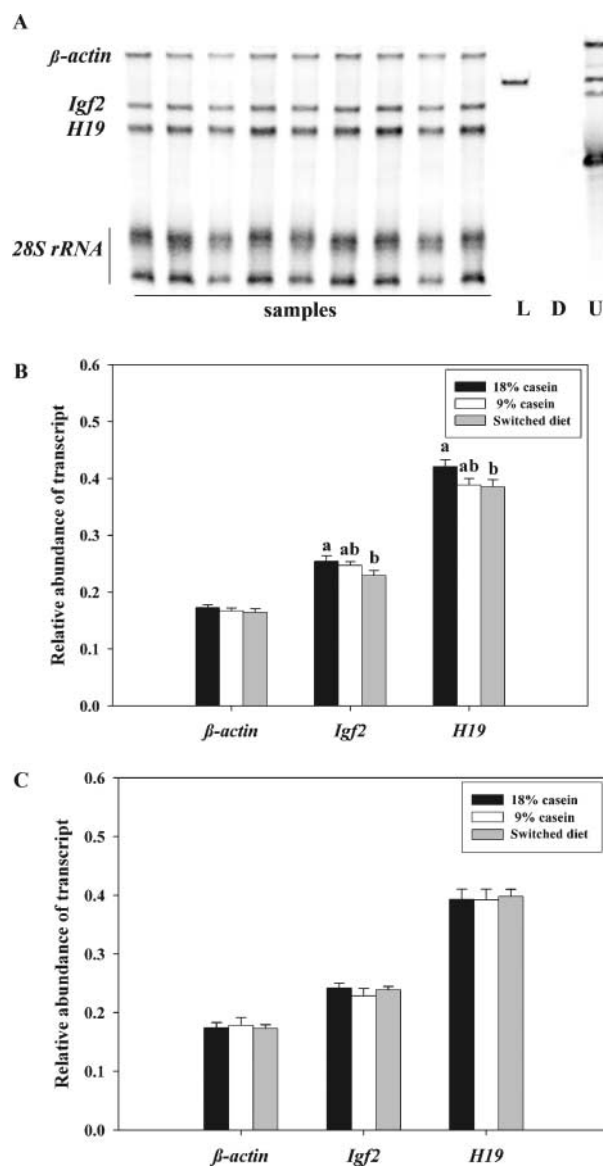 A
β-actin
Igf2
H19
28S rRNA
samples
L D U
B
0.6
0.5
0.4
0.3
0.2
0.1
0.0
Relative abundance of transcript
18% casein
9% casein
Switched diet
a ab b
a ab b
β-actin Igf2 H19
C
0.6
0.5
0.4
0.3
0.2
0.1
0.0
Relative abundance of transcript
18% casein
9% casein
Switched diet
β-actin Igf2 H19